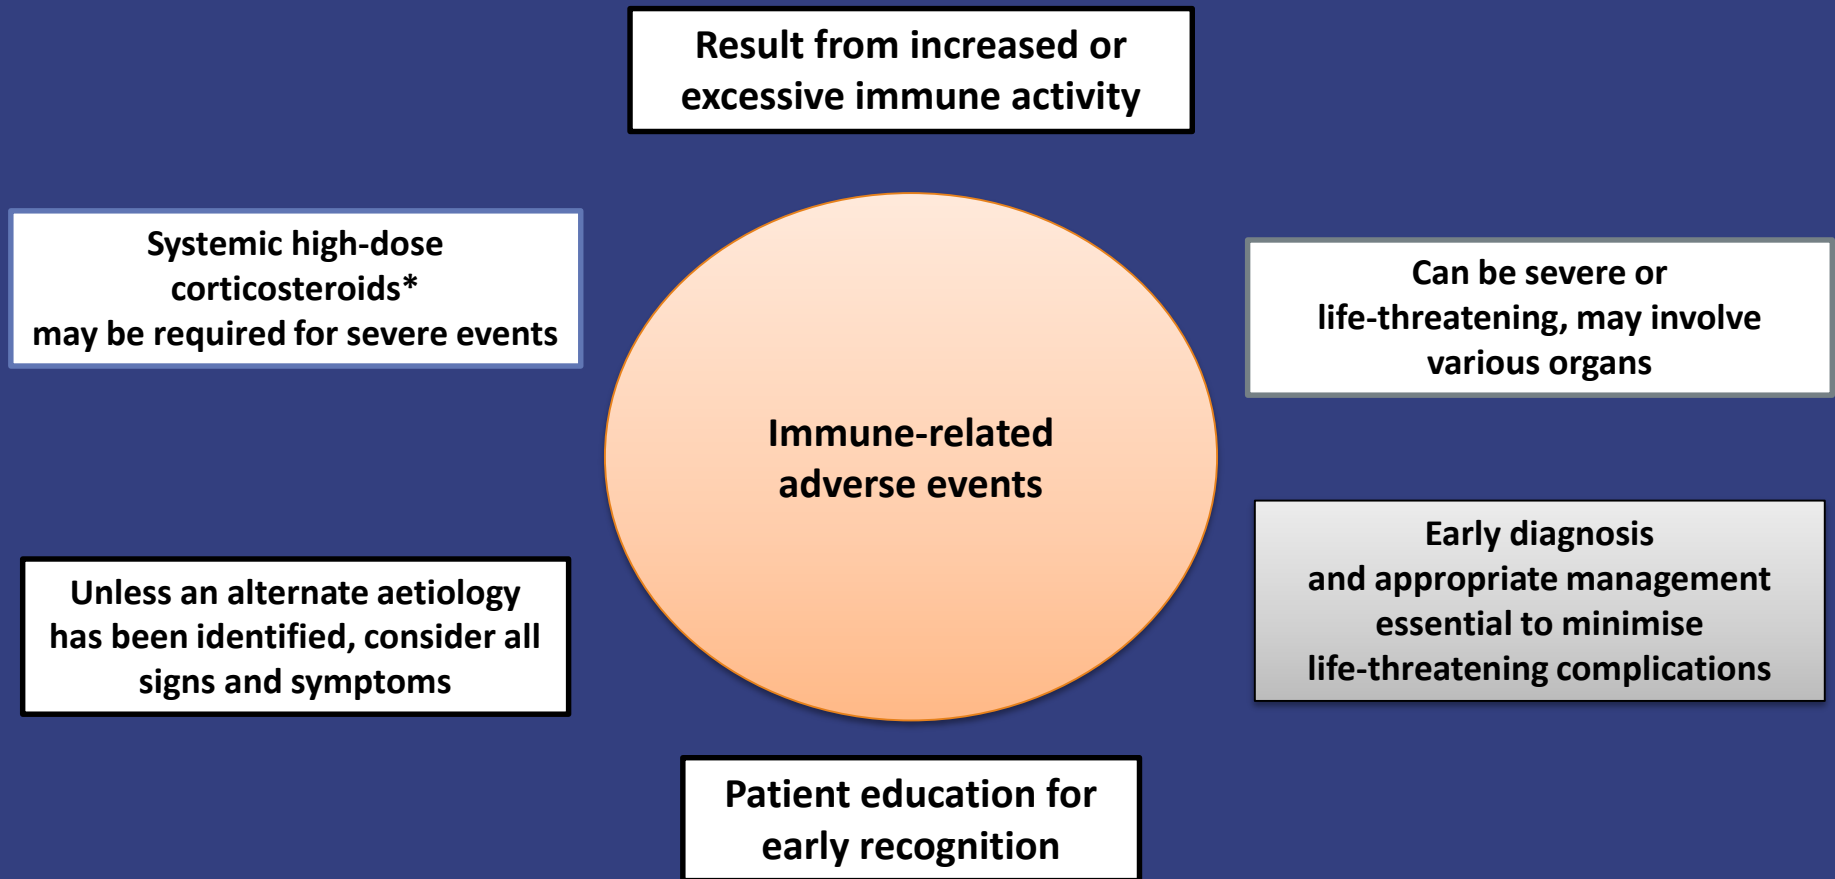 Result from increased or
excessive immune activity
Systemic high-dose
corticosteroids*
may be required for severe events
Can be severe or
life-threatening, may involve
various organs
Immune-related
adverse events
Unless an alternate aetiology
has been identified, consider all
signs and symptoms
Early diagnosis
and appropriate management
essential to minimise
life-threatening complications
Patient education for
early recognition